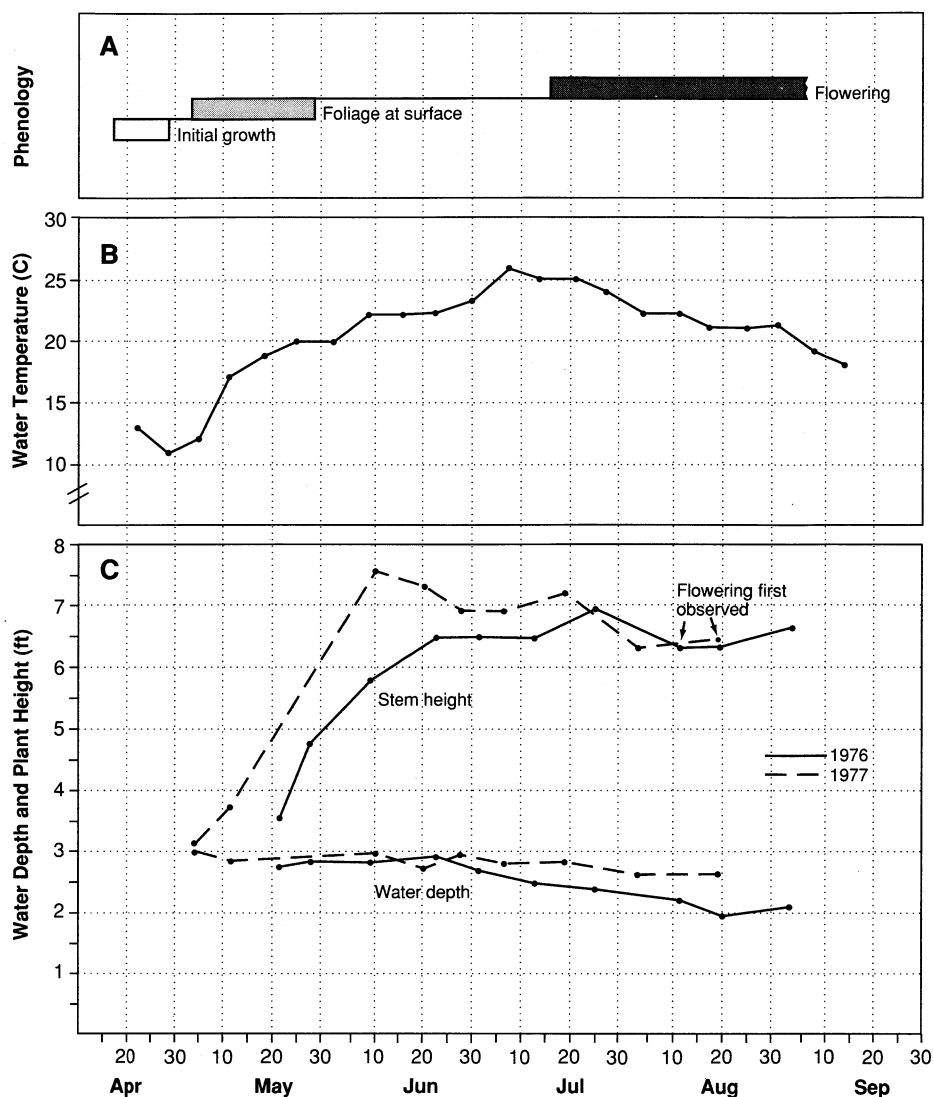 A
Phenology
Flowering
Foliage at surface
Initial growth
30
B
25
20
15
10
Water Temperature (C)
8
C
7
6
5
4
3
2
1
Water Depth and Plant Height (ft)
Flowering first
observed
Stem height
1976
1977
Water depth
20 30 10 20 30 10 20 30 10 20 30 10 20 30 10 20 30
Apr May Jun Jul Aug Sep